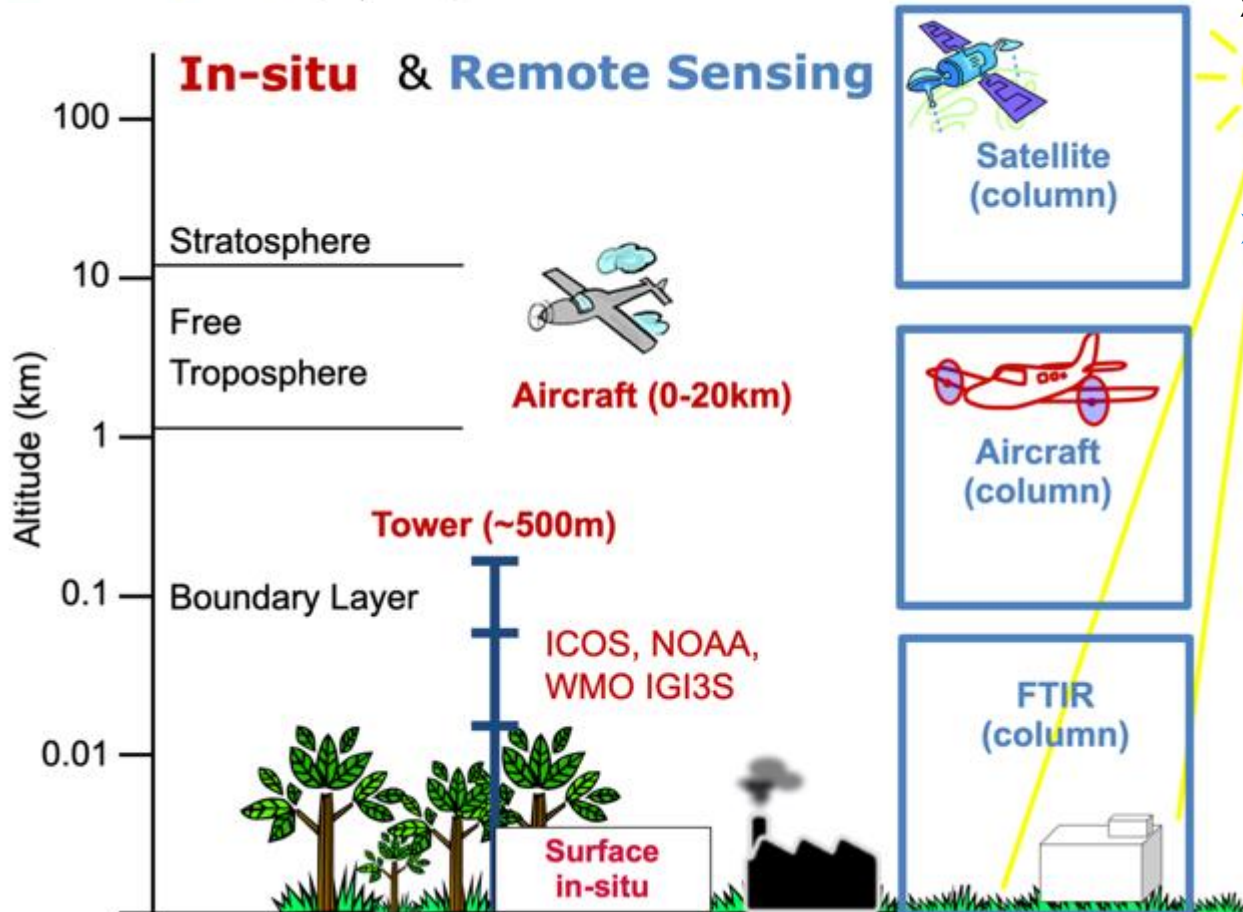 In-situ & Remote Sensing
100
Stratosphere
10
Free
Troposphere
1
Altitude (km)
Aircraft (0-20km)
Tower (~500m)
0.1
Boundary Layer
ICOS, NOAA,
WMO IGI3S
0.01
Surface
in-situ
Satellite
(column)
Aircraft
(column)
FTIR
(column)